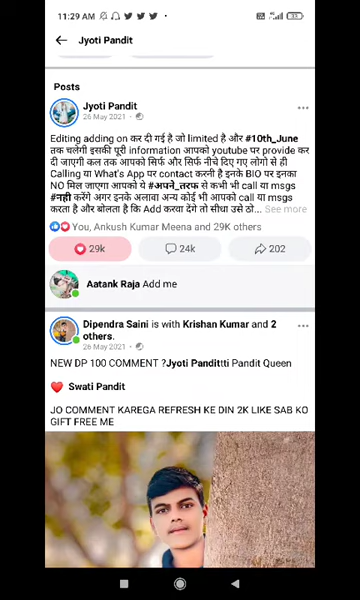 11:29 AM
33
Jyoti Pandit
Posts
Jyoti Pandit
26 May 2021 ·
Editing adding on कर दी गई है जो limited है और #10th_June
तक चलेगी इसकी पूरी information आपको youtube पर provide कर
दी जाएगी कल तक आपको सिर्फ और सिर्फ नीचे दिए गए लोगो से ही
Calling या What's App पर contact करनी है इनके BIO पर इनका
NO मिल जाएगा आपको ये #अपने_तरफ से कभी भी call या msgs
#नही करेंगे अगर इनके अलावा अन्य कोई भी आपको call या msgs
करता है और बोलता है कि Add करवा देंगे तो सीधा उसे ठो... See more
You, Ankush Kumar Meena and 29K others
29k
24k
202
Aatank Raja Add me
Dipendra Saini is with Krishan Kumar and 2
others.
26 May 2021 ·
NEW DP 100 COMMENT ?Jyoti Pandittti Pandit Queen
Swati Pandit
JO COMMENT KAREGA REFRESH KE DIN 2K LIKE SAB KO
GIFT FREE ME